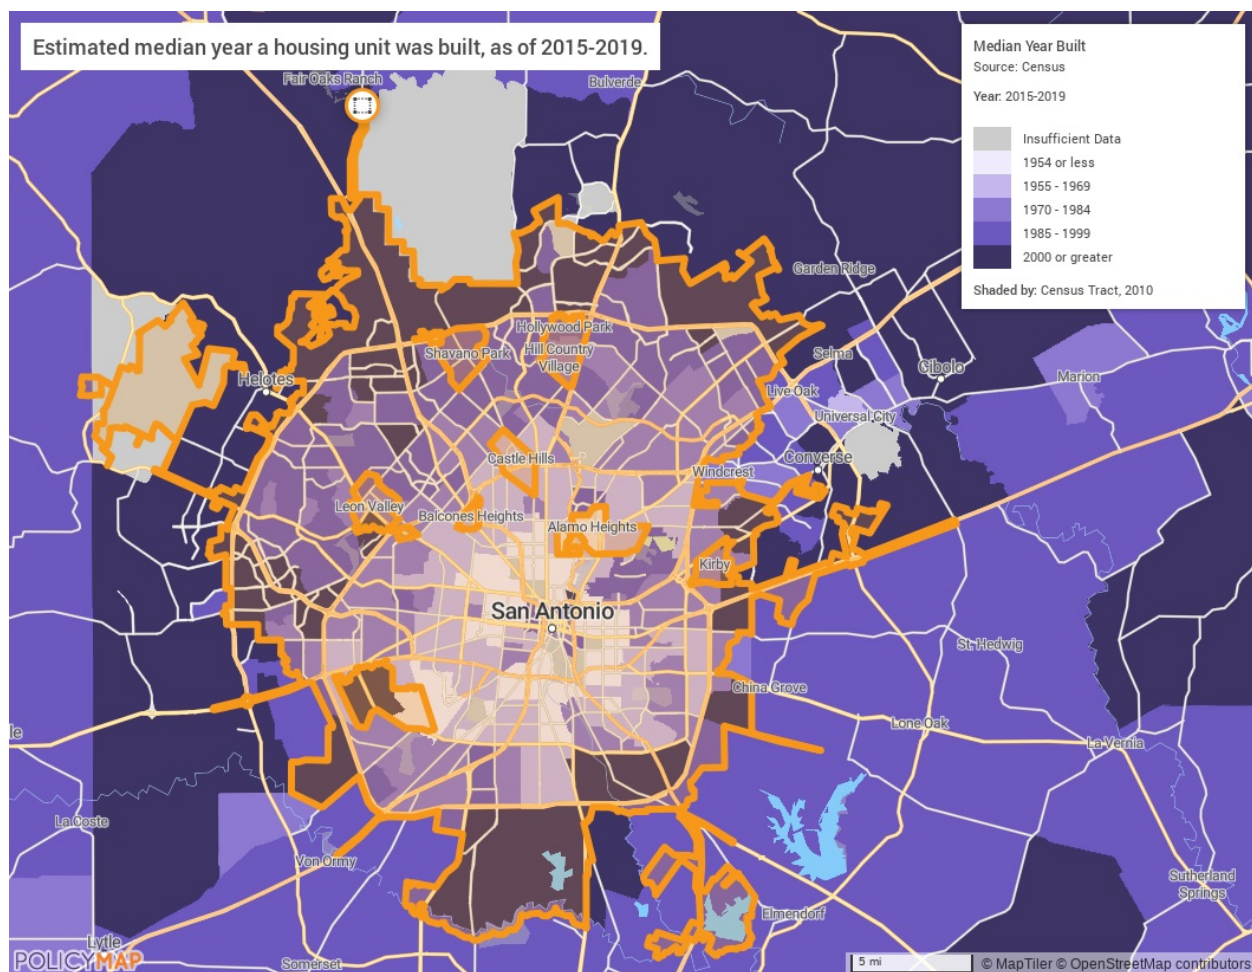 Estimated median year a housing unit was built, as of 2015-2019.
Median Year Built
Source: Census
Year: 2015-2019
Insufficient Data
1954 or less
1955 - 1969
1970 - 1984
1985 - 1999
2000 or greater
Shaded by: Census Tract, 2010
Fair Oaks Ranch
Bulverde
Garden Ridge
Hollywood Park
Shavano Park
Hill Country
Village
Selma
Cibolo
Marion
Helotes
Live Oak
Universal City
Castle Hills
Converse
Windcrest
Leon Valley
Balcones Heights
Alamo Heights
Kirby
San Antonio
St. Hedwig
China Grove
Lone Oak
le
La Vernia
La Coste
Von Ormy
Sutherland
Springs
Elmendorf
Lytle
Somerset
POLICYMAP
5 mi
© MapTiler © OpenStreetMap contributors